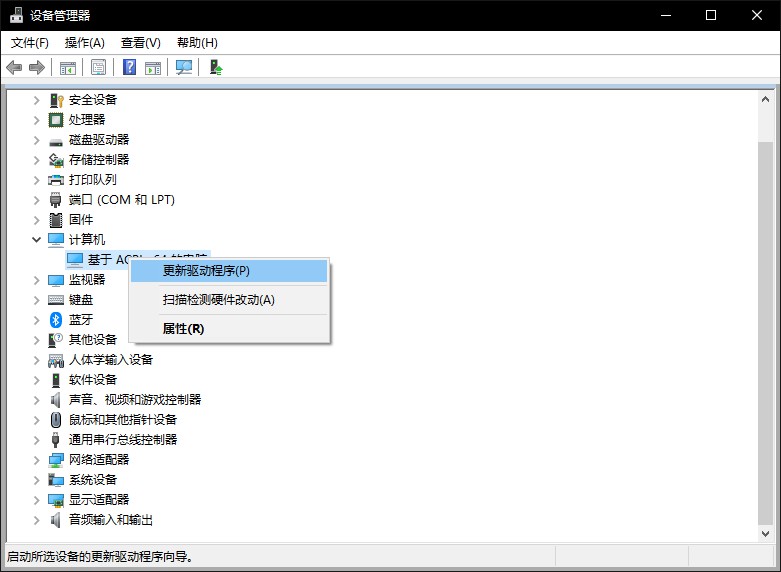 设备管理器
文件(F) 操作(A) 查看(V) 帮助(H)
安全设备
处理器
磁盘驱动器
存储控制器
打印队列
端口 (COM 和 LPT)
固件
计算机
基于
更新驱动程序(P)
扫描检测硬件改动(A)
属性(R)
监视器
键盘
蓝牙
其他设备
人体学输入设备
软件设备
声音、视频和游戏控制器
鼠标和其他指针设备
通用串行总线控制器
网络适配器
系统设备
显示适配器
音频输入和输出
启动所选设备的更新驱动程序向导。